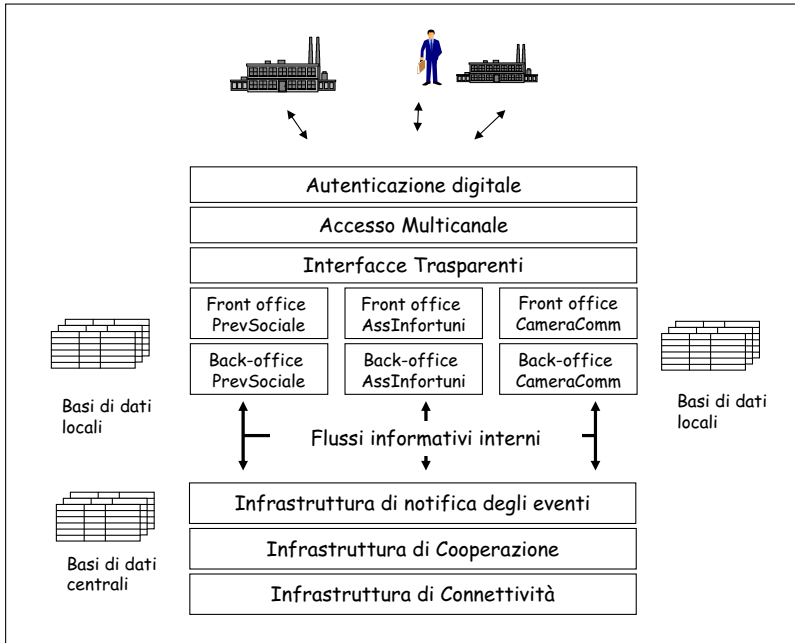 Autenticazione digitale
Accesso Multicanale
Interfacce Trasparenti
Front office
PrevSociale
Front office
AssInfortuni
Front office
CameraComm
Back-office
PrevSociale
Back-office
AssInfortuni
Back-office
CameraComm
Basi di dati
locali
Basi di dati
locali
Flussi informativi interni
Infrastruttura di notifica degli eventi
Infrastruttura di Cooperazione
Infrastruttura di Connettività
Basi di dati
centrali